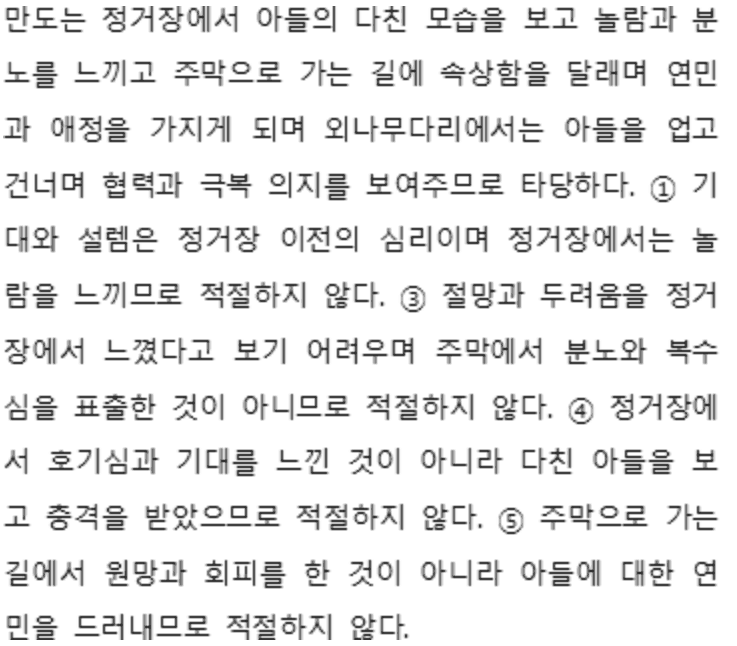 만도는 정거장에서 아들의 다친 모습을 보고 놀람과 분
노를 느끼고 주막으로 가는 길에 속상함을 달래며 연민
과 애정을 가지게 되며 외나무다리에서는 아들을 업고
건너며 협력과 극복 의지를 보여주므로 타당하다. ① 기
대와 설렘은 정거장 이전의 심리이며 정거장에서는 놀
람을 느끼므로 적절하지 않다. ③ 절망과 두려움을 정거
장에서 느꼈다고 보기 어려우며 주막에서 분노와 복수
심을 표출한 것이 아니므로 적절하지 않다. ④ 정거장에
서 호기심과 기대를 느낀 것이 아니라 다친 아들을 보
고 충격을 받았으므로 적절하지 않다. ⑤ 주막으로 가는
길에서 원망과 회피를 한 것이 아니라 아들에 대한 연
민을 드러내므로 적절하지 않다.